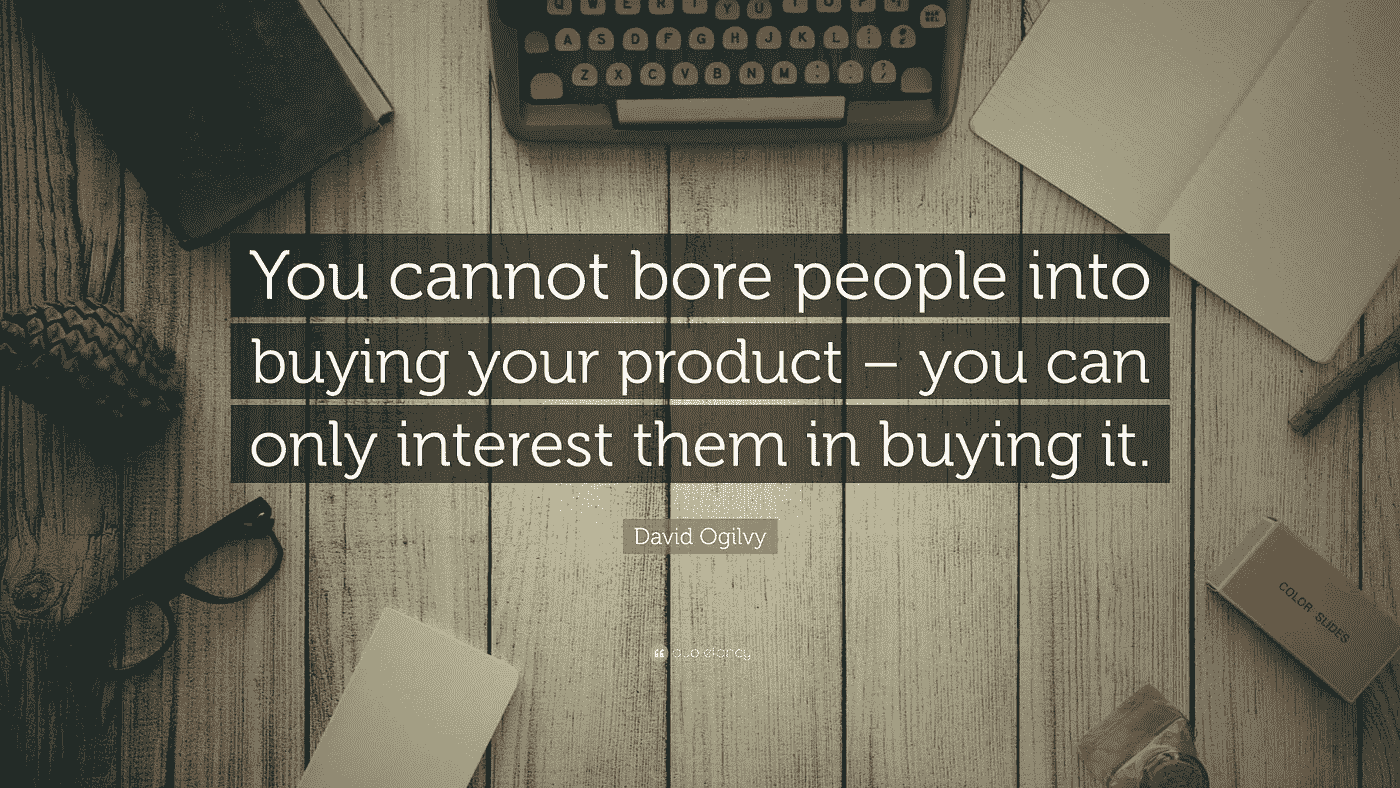 Q W E R T Y U I O P
A S D F G H J K L
Z X C V B N M
You cannot bore people into
buying your product – you can
only interest them in buying it.
David Ogilvy
COLOR SLIDES
quotefancy